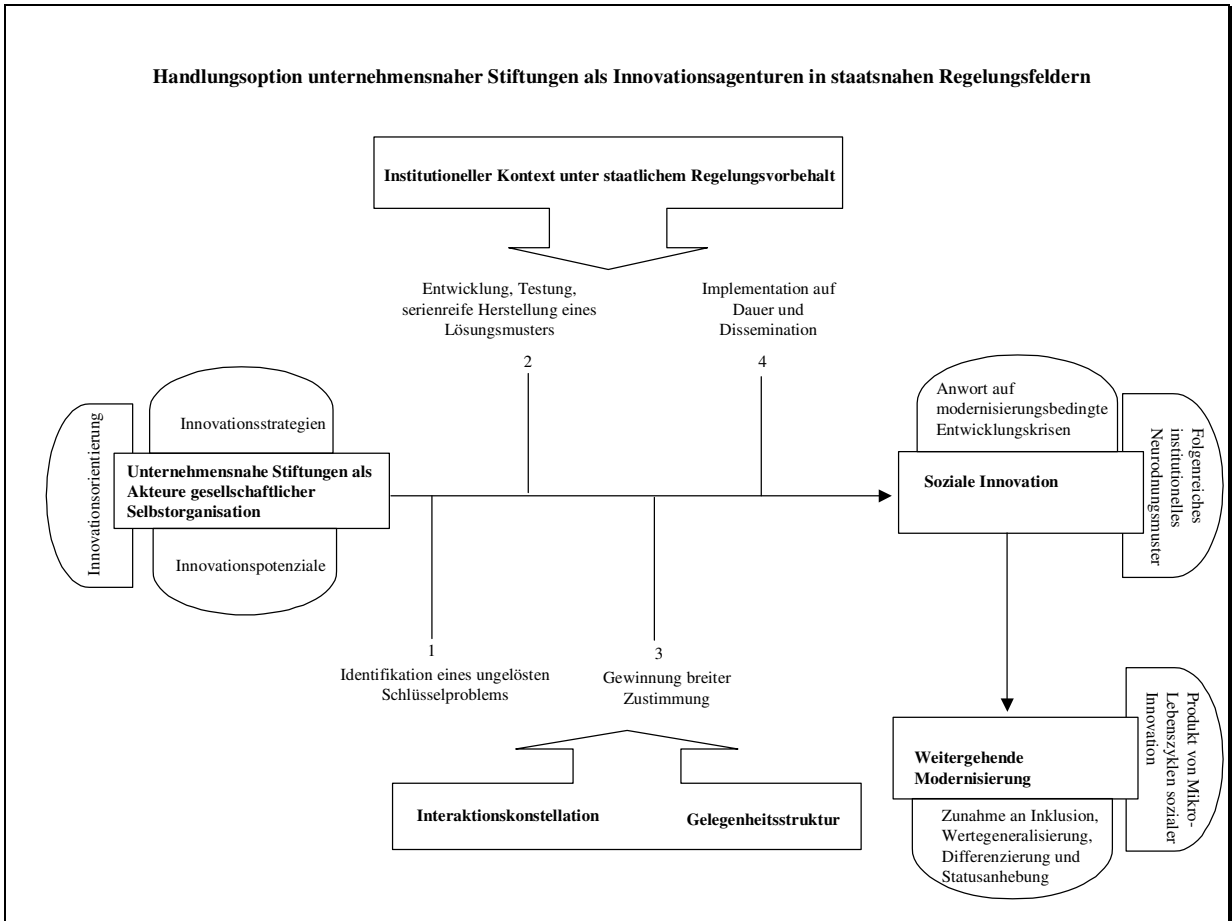 Handlungsoption unternehmensnaher Stiftungen als Innovationsagenturen in staatsnahen Regelungsfeldern
Institutioneller Kontext unter staatlichem Regelungsvorbehalt
Entwicklung, Testung,
serienreife Herstellung eines
Lösungsmusters
2
Implementation auf
Dauer und
Dissemination
4
Innovationsorientierung
Innovationsstrategien
Unternehmensnahe Stiftungen als
Akteure gesellschaftlicher
Selbstorganisation
Innovationspotenziale
Anwort auf
modernisierungsbedingte
Entwicklungskrisen
Soziale Innovation
Folgenreiches
institutionelles
Neurodnungsmuster
1
Identifikation eines ungelösten
Schlüsselproblems
3
Gewinnung breiter
Zustimmung
Interaktionskonstellation
Gelegenheitsstruktur
Weitergehende
Modernisierung
Zunahme an Inklusion,
Wertegeneralisierung,
Differenzierung und
Statusanhebung
Produkt von Mikro-
Lebenszyklen sozialer
Innovation